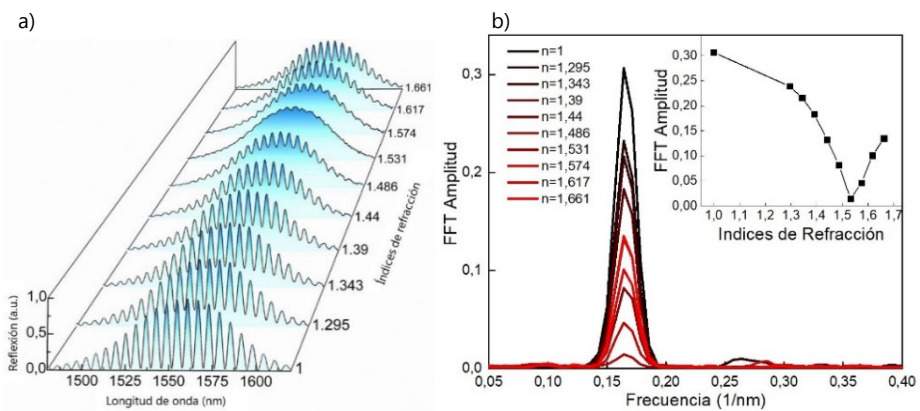 a)
1.661
1.617
1.574
1.531
1.486
1.44
1.39
1.343
1.295
1
Índices de refracción
1,0
0,5
0,0
Reflexión (a.u.)
1500 1525 1550 1575 1600
Longitud de onda (nm)
b)
n=1
n=1,295
n=1,343
n=1,39
n=1,44
n=1,486
n=1,531
n=1,574
n=1,617
n=1,661
0,3
0,2
0,1
0,0
FFT Amplitud
0,05 0,10 0,15 0,20 0,25 0,30 0,35 0,40
Frecuencia (1/nm)
0,30
0,25
0,20
0,15
0,10
0,05
0,00
FFT Amplitud
1,0 1,1 1,2 1,3 1,4 1,5 1,6 1,7
Indices de Refracción